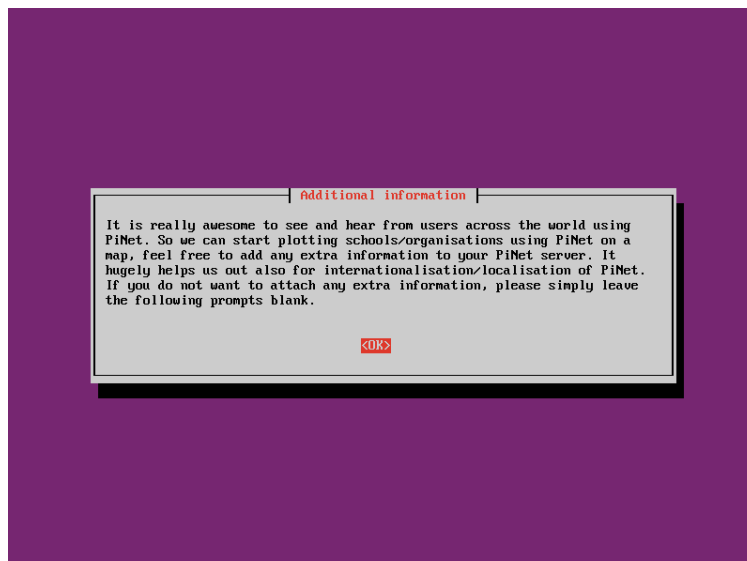 Additional information
It is really awesome to see and hear from users across the world using
PiNet. So we can start plotting schools/organisations using PiNet on a
map, feel free to add any extra information to your PiNet server. It
hugely helps us out also for internationalisation/localisation of PiNet.
If you do not want to attach any extra information, please simply leave
the following prompts blank.
<OK>